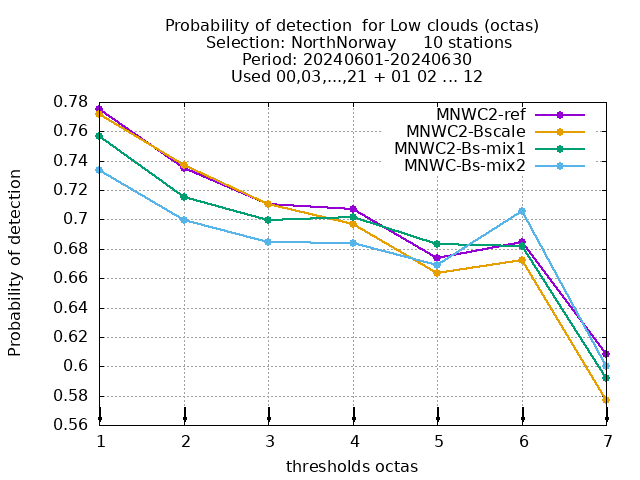 Probability of detection  for Low clouds (octas)
Selection: NorthNorway     10 stations
Period: 20240601-20240630
Used 00,03,...,21 + 01 02 ... 12
MNWC2-ref
MNWC2-Bscale
MNWC2-Bs-mix1
MNWC-Bs-mix2
Probability of detection
0.78
0.76
0.74
0.72
0.7
0.68
0.66
0.64
0.62
0.6
0.58
0.56
1 2 3 4 5 6 7
thresholds octas